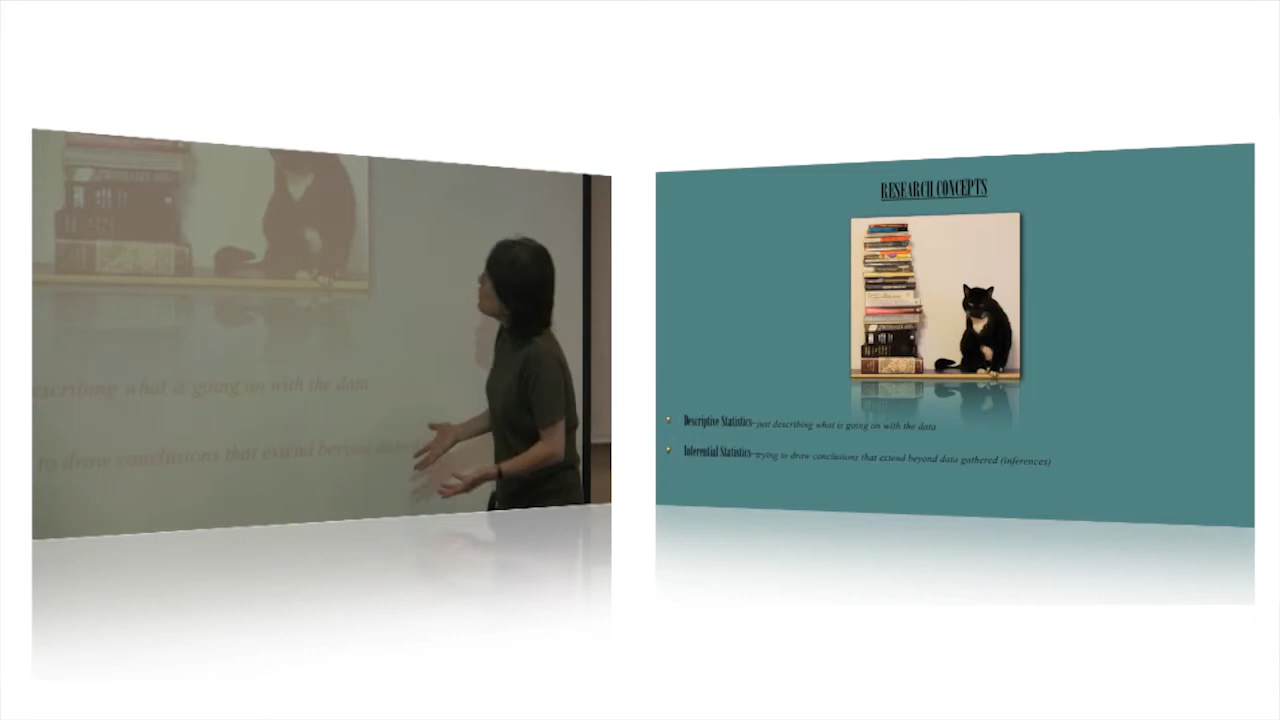 escribing what is going on with the data
to draw conclusions that extend beyond data
RESEARCH CONCEPTS
Descriptive Statistics–just describing what is going on with the data
Inferential Statistics–trying to draw conclusions that extend beyond data gathered (inferences)